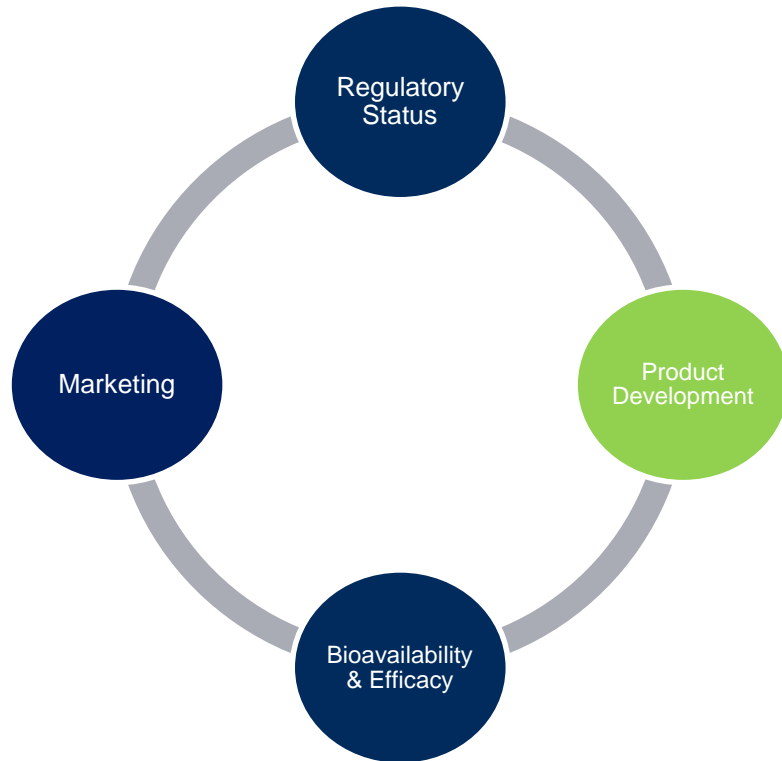 Regulatory
Status
Marketing
Product
Development
Bioavailability
& Efficacy